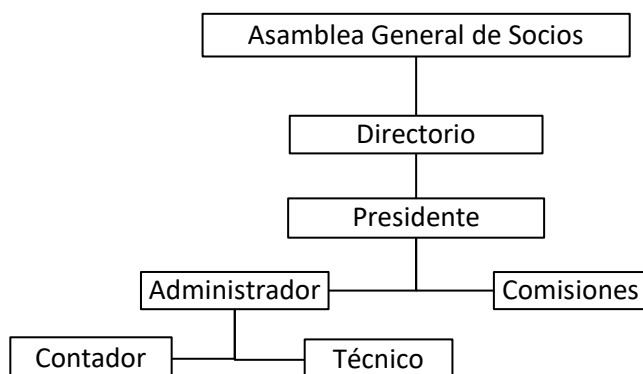 Asamblea General de Socios
Directorio
Presidente
Administrador
Comisiones
Contador
Técnico